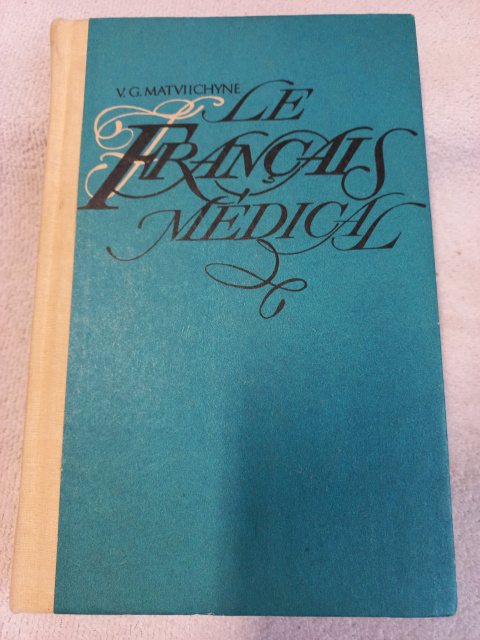 V. G. MATVIICHYNE
LE
FRANÇAIS
MÉDICAL